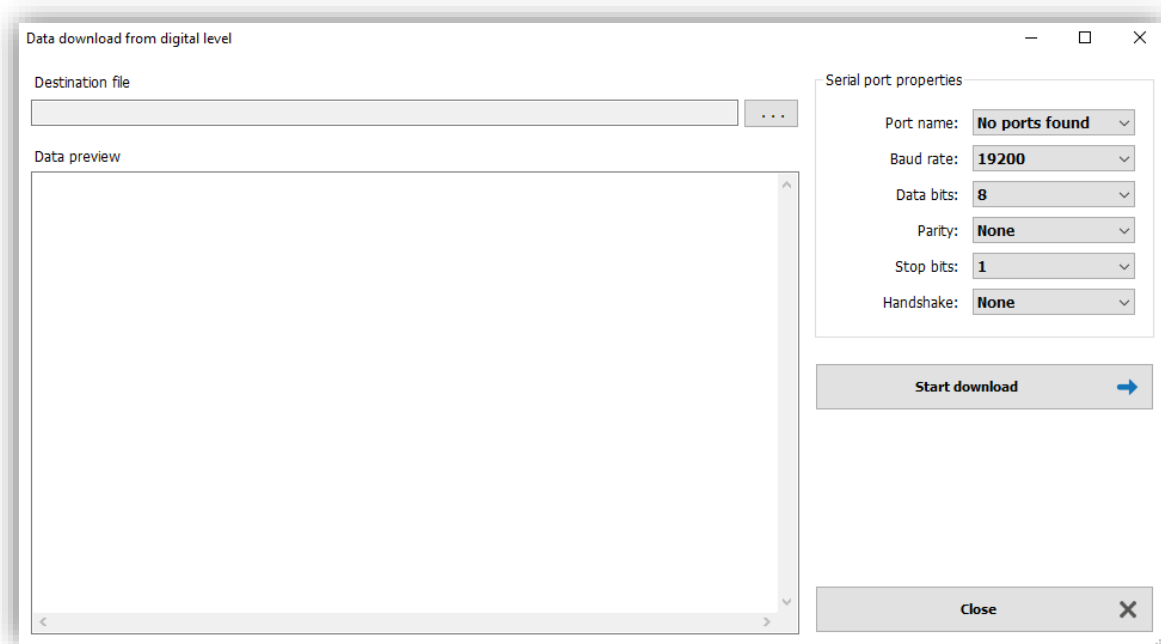 Data download from digital level
Destination file
...
Data preview
Serial port properties
Port name: No ports found
Baud rate: 19200
Data bits: 8
Parity: None
Stop bits: 1
Handshake: None
Start download
Close